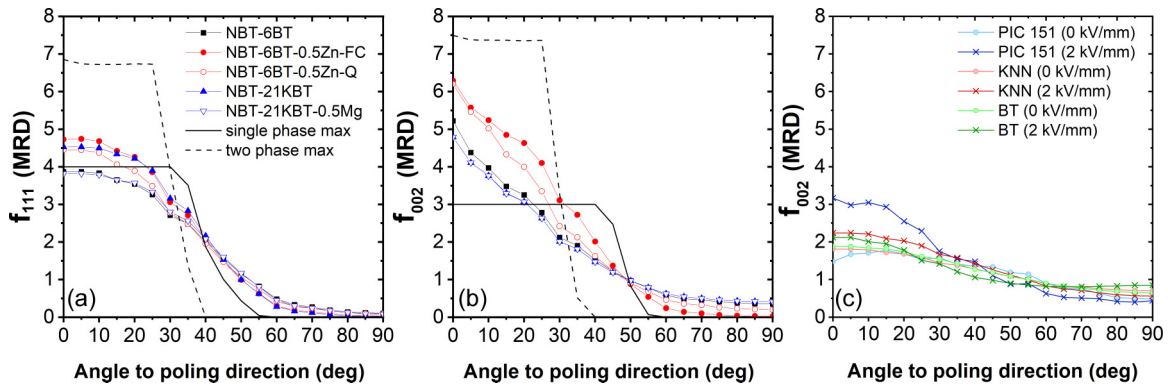 8
7
6
5
4
3
2
1
0
f111 (MRD)
NBT-6BT
NBT-6BT-0.5Zn-FC
NBT-6BT-0.5Zn-Q
NBT-21KBT
NBT-21KBT-0.5Mg
single phase max
two phase max
(a)
0 10 20 30 40 50 60 70 80 90
Angle to poling direction (deg)
8
7
6
5
4
3
2
1
0
f002 (MRD)
(b)
0 10 20 30 40 50 60 70 80 90
Angle to poling direction (deg)
8
7
6
5
4
3
2
1
0
f002 (MRD)
PIC 151 (0 kV/mm)
PIC 151 (2 kV/mm)
KNN (0 kV/mm)
KNN (2 kV/mm)
BT (0 kV/mm)
BT (2 kV/mm)
(c)
0 10 20 30 40 50 60 70 80 90
Angle to poling direction (deg)